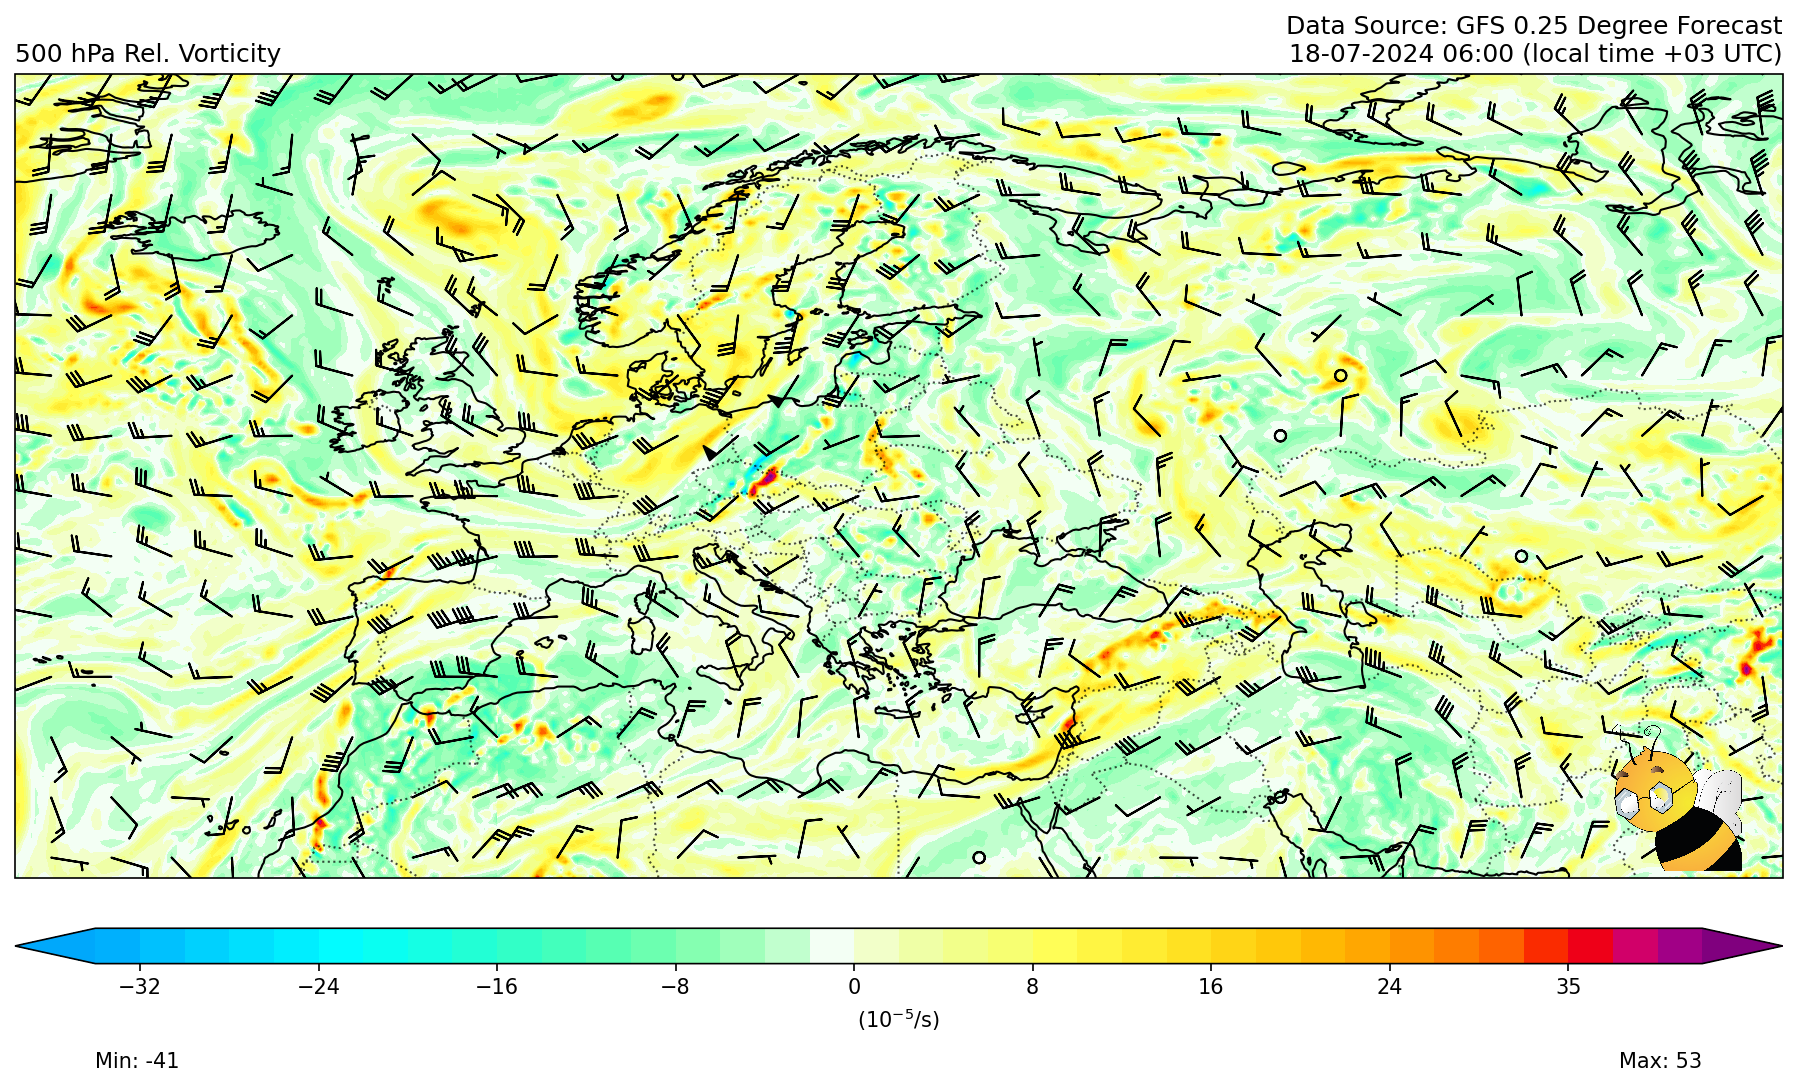 Data Source: GFS 0.25 Degree Forecast
500 hPa Rel. Vorticity
18-07-2024 06:00 (local time +03 UTC)
−32 −24 −16 −8 0 8 16 24 35
(10⁻⁵/s)
Min: -41
Max: 53